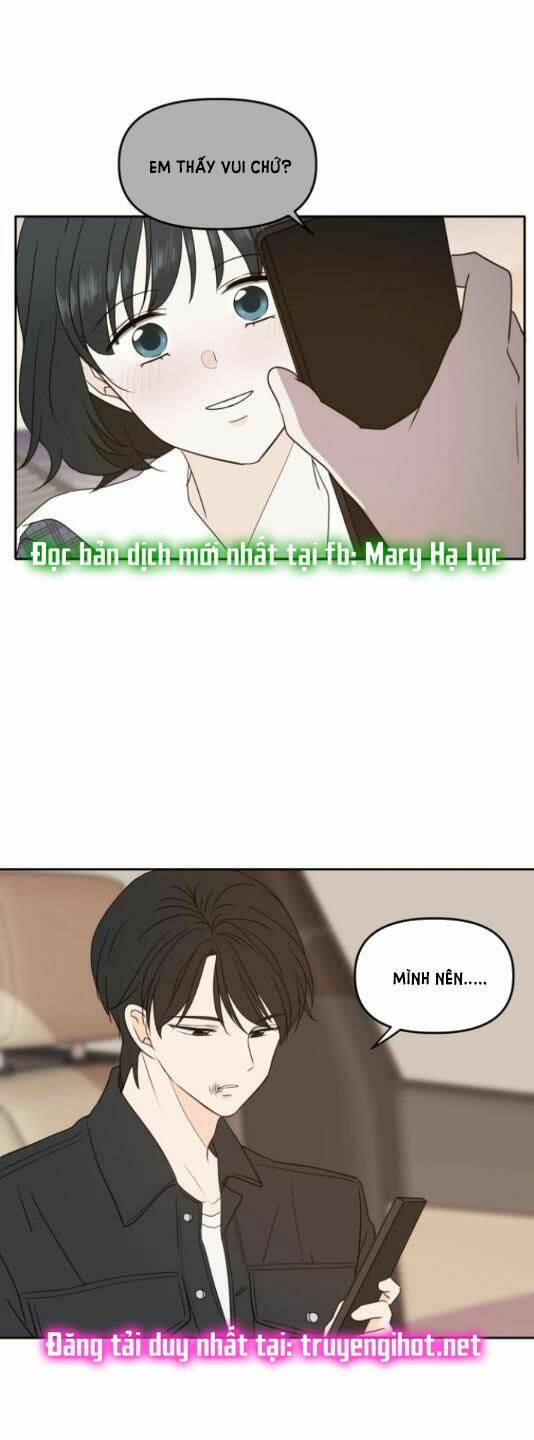 EM THẤY VUI CHỨ?
Đọc bản dịch mới nhất tại fb: Mary Hạ Lục
MÌNH NÊN.....
Đăng tải duy nhất tại: truyengihot.net